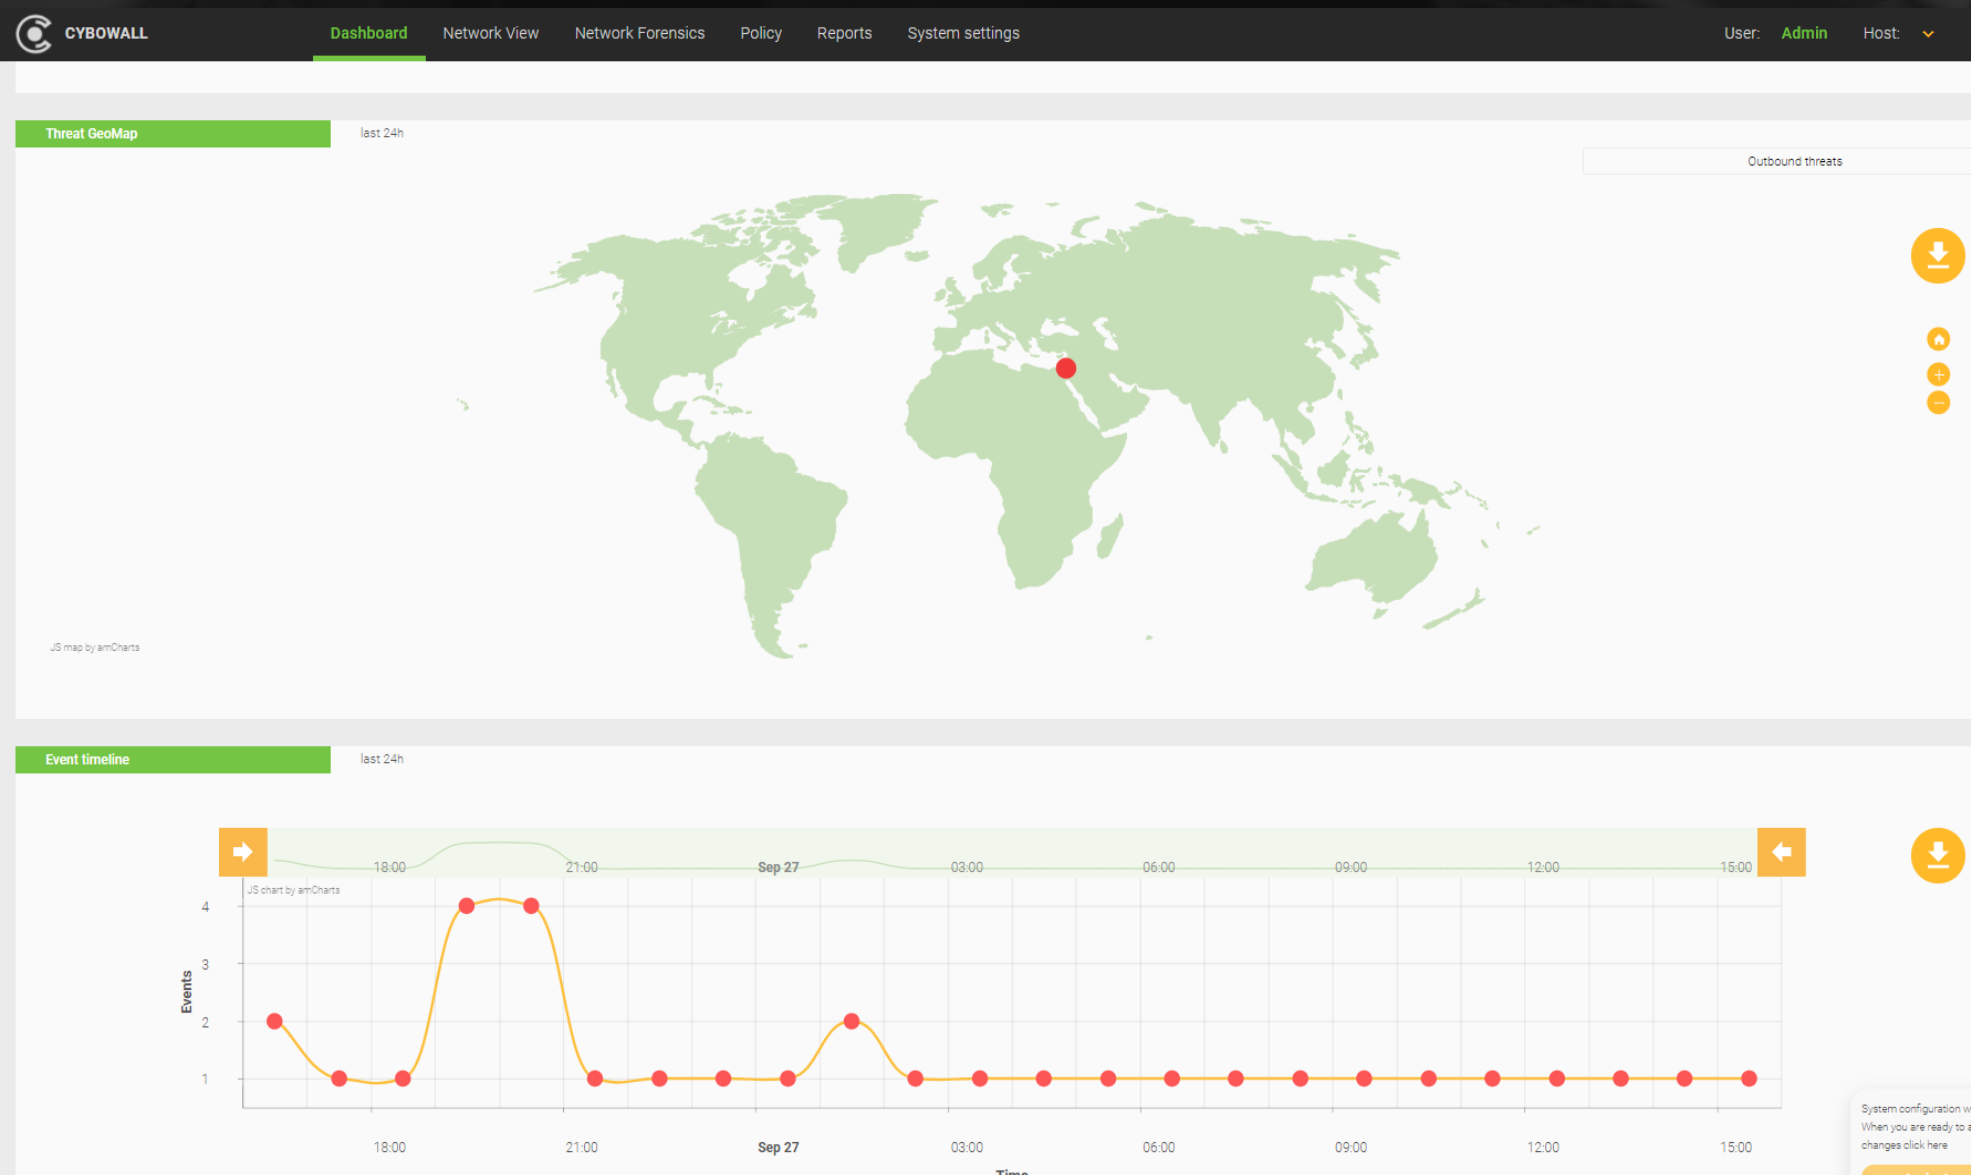 CYBOWALL Dashboard Network View Network Forensics Policy Reports System settings User: Admin Host:
Threat GeoMap last 24h
Outbound threats
JS map by amCharts
Event timeline last 24h
18:00 21:00 Sep 27 03:00 06:00 09:00 12:00 15:00
JS chart by amCharts
4
3
Events
2
1
18:00 21:00 Sep 27 03:00 06:00 09:00 12:00 15:00
Time
System configuration w
When you are ready to a
changes click here